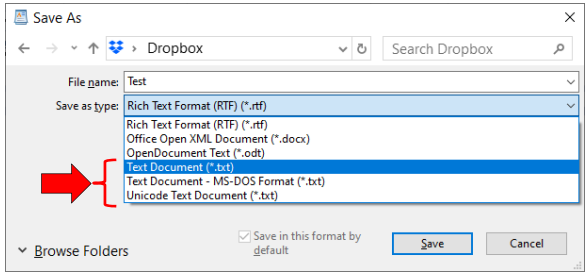 Save As
Dropbox
Search Dropbox
File name: Test
Save as type: Rich Text Format (RTF) (*.rtf)
Rich Text Format (RTF) (*.rtf)
Office Open XML Document (*.docx)
OpenDocument Text (*.odt)
Text Document (*.txt)
Text Document - MS-DOS Format (*.txt)
Unicode Text Document (*.txt)
Save in this format by
default
Save
Cancel
Browse Folders